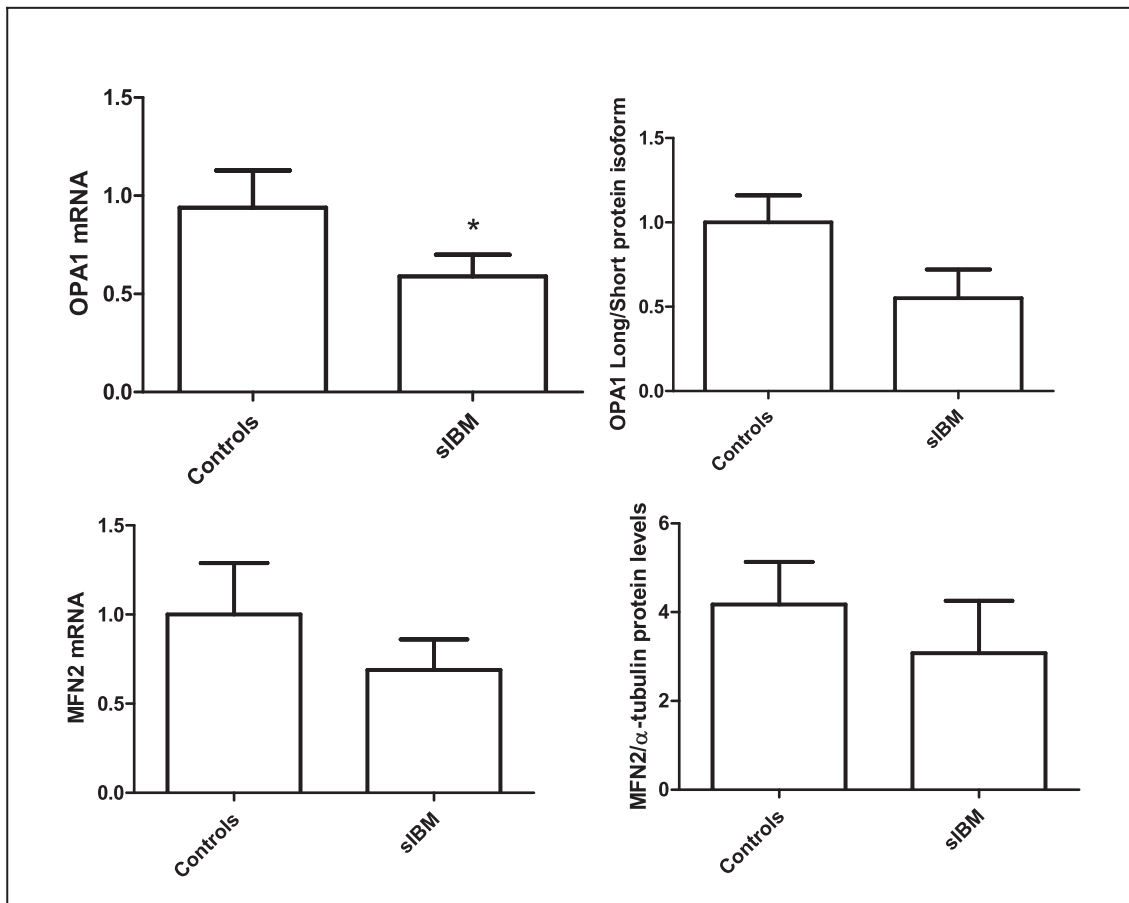 OPA1 mRNA
1.5
1.0
0.5
0.0
*
Controls
sIBM
OPA1 Long/Short protein isoform
1.5
1.0
0.5
0.0
Controls
sIBM
MFN2 mRNA
1.5
1.0
0.5
0.0
Controls
sIBM
MFN2/α-tubulin protein levels
6
4
2
0
Controls
sIBM